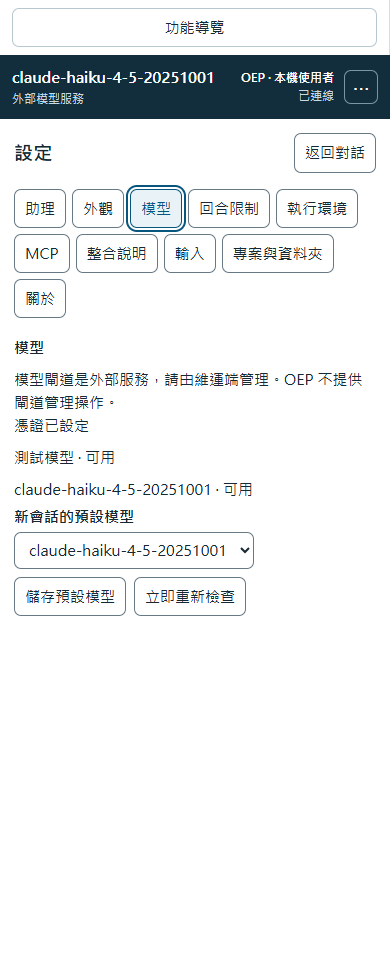 功能導覽
claude-haiku-4-5-20251001
OEP · 本機使用者
外部模型服務
已連線
...
設定
返回對話
助理
外觀
模型
回合限制
執行環境
MCP
整合說明
輸入
專案與資料夾
關於
模型
模型閘道是外部服務，請由維運端管理。OEP 不提供
閘道管理操作。
憑證已設定
測試模型 · 可用
claude-haiku-4-5-20251001 · 可用
新會話的預設模型
claude-haiku-4-5-20251001
儲存預設模型
立即重新檢查